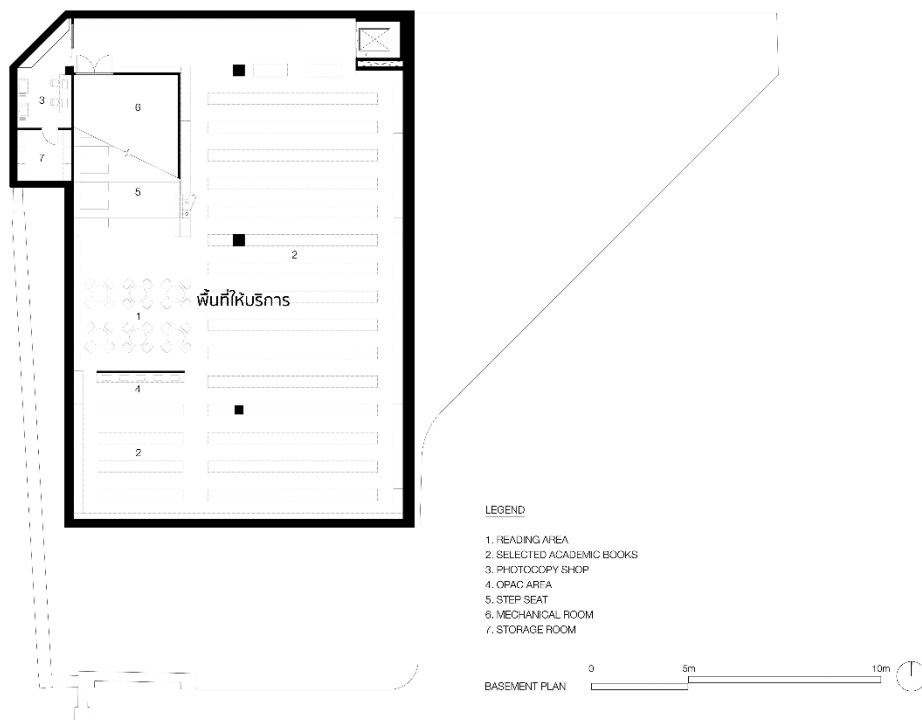 3
6
7
5
2
พื้นที่ให้บริการ
1
4
2
LEGEND
1. READING AREA
2. SELECTED ACADEMIC BOOKS
3. PHOTOCOPY SHOP
4. OPAC AREA
5. STEP SEAT
6. MECHANICAL ROOM
7. STORAGE ROOM
0 5m 10m
BASEMENT PLAN